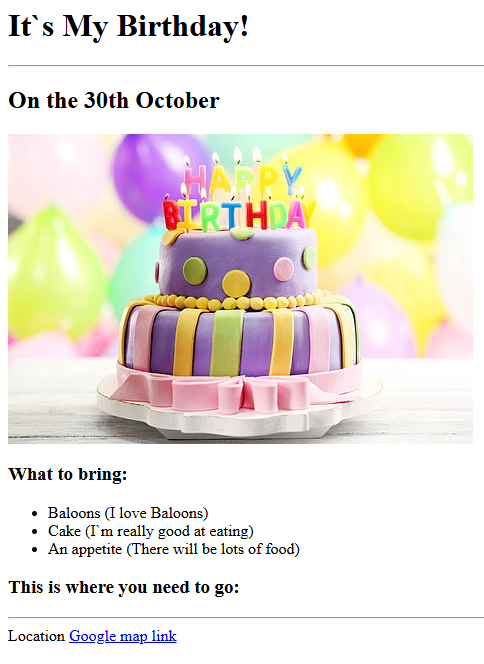 It`s My Birthday!
On the 30th October
HAPPY
BIRTHDAY
What to bring:
Baloons (I love Baloons)
Cake (I`m really good at eating)
An appetite (There will be lots of food)
This is where you need to go:
Location Google map link